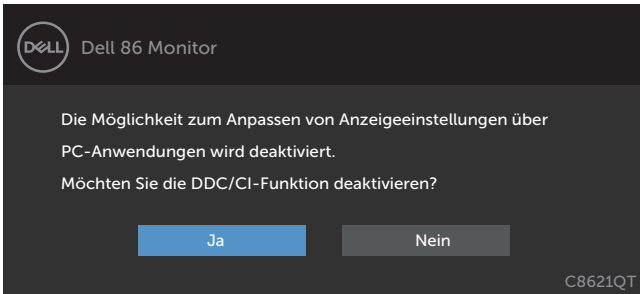 DELL
Dell 86 Monitor
Die Möglichkeit zum Anpassen von Anzeigeeinstellungen über
PC-Anwendungen wird deaktiviert.
Möchten Sie die DDC/CI-Funktion deaktivieren?
Ja
Nein
C8621QT